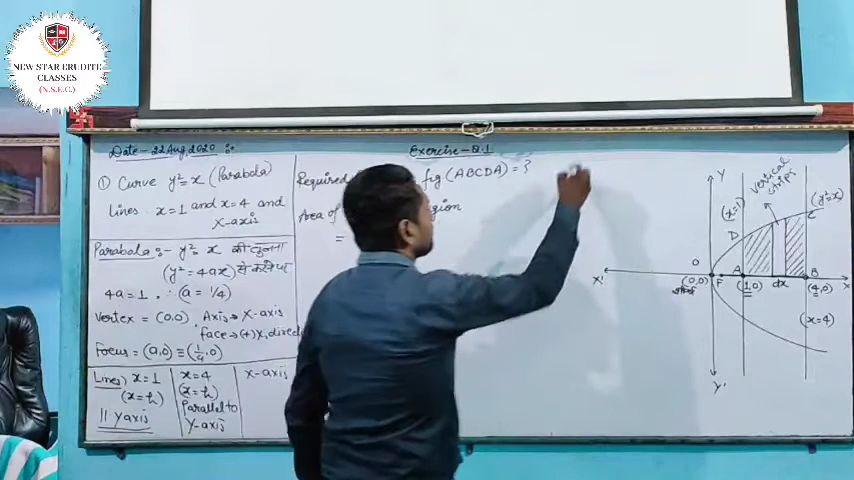 NEW STAR ERUDITE
CLASSES
(N.S.E.C.)
Date - 22 Aug, 2020 :-
Exercise - 8.1
① Curve y² = x (Parabola)
Lines x = 1 and x = 4 and
X-axis
Parabola :- y² = x की तुलना
(y² = 4ax) से करने पर
4a = 1 ∴ (a = 1/4)
Vertex = (0,0) Axis → X-axis
face → (+)X, direc
Focus = (a,0) ≡ (1/4, 0)
Lines) x = 1
(x = h)
|| Y axis
x = 4
(x = h)
Parallel to
Y-axis
X-axis
Required fig (ABCDA) = ?
Area of gion
=
Y
vertical
strips
(x=1)
(y² = x)
D
C
O
X'
(0,0)
F
A
B
X
(1,0)
dx
(4,0)
(x=4)
Y'